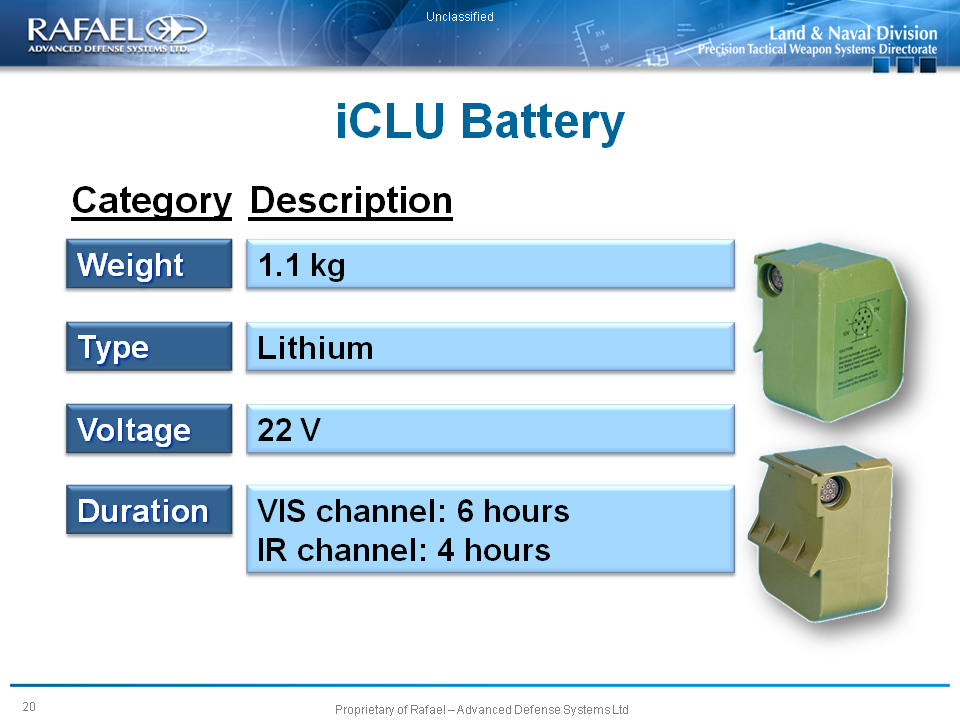 Unclassified
RAFAEL
ADVANCED DEFENSE SYSTEMS LTD.
Land & Naval Division
Precision Tactical Weapon Systems Directorate
iCLU Battery
Category Description
Weight 1.1 kg
Type Lithium
Voltage 22 V
Duration VIS channel: 6 hours
IR channel: 4 hours
20
Proprietary of Rafael – Advanced Defense Systems Ltd